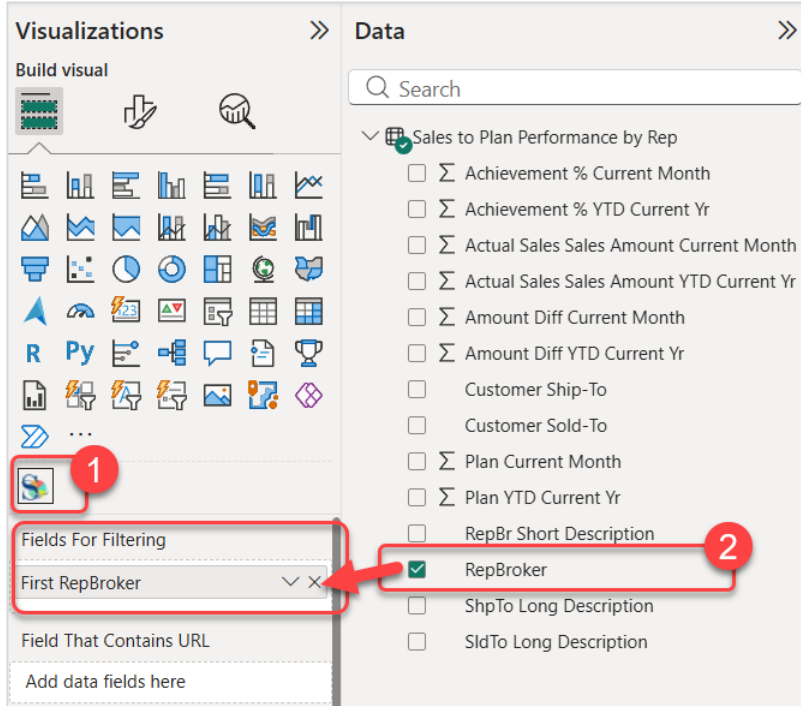 Visualizations
Build visual
123
R
Py
...
1
Fields For Filtering
First RepBroker
Field That Contains URL
Add data fields here
Data
Search
Sales to Plan Performance by Rep
∑ Achievement % Current Month
∑ Achievement % YTD Current Yr
∑ Actual Sales Sales Amount Current Month
∑ Actual Sales Sales Amount YTD Current Yr
∑ Amount Diff Current Month
∑ Amount Diff YTD Current Yr
Customer Ship-To
Customer Sold-To
∑ Plan Current Month
∑ Plan YTD Current Yr
RepBr Short Description
2
RepBroker
ShpTo Long Description
SldTo Long Description